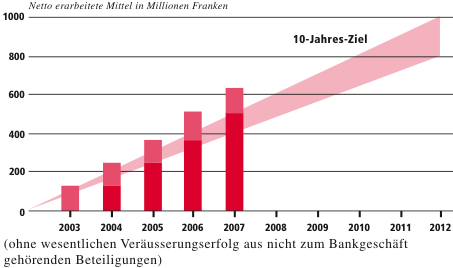 Netto erarbeitete Mittel in Millionen Franken
1000
10-Jahres-Ziel
800
600
400
200
0
2003 2004 2005 2006 2007 2008 2009 2010 2011 2012
(ohne wesentlichen Veräusserungserfolg aus nicht zum Bankgeschäft
gehörenden Beteiligungen)